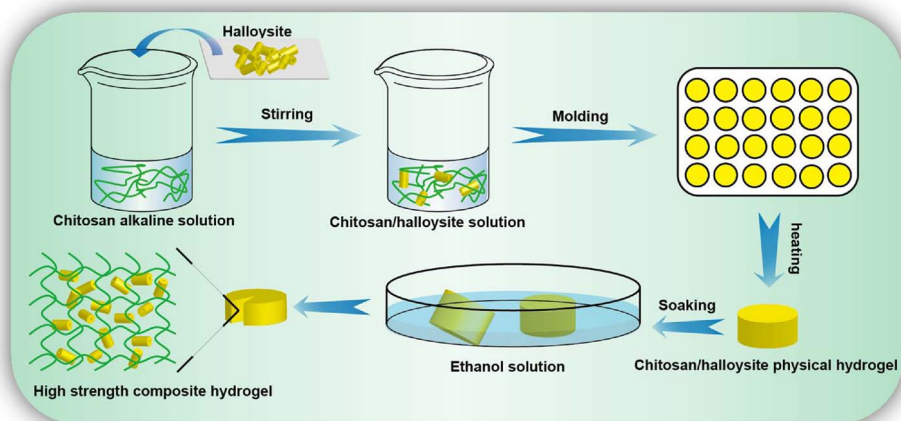 Halloysite
Stirring
Molding
Chitosan alkaline solution
Chitosan/halloysite solution
heating
Soaking
Ethanol solution
Chitosan/halloysite physical hydrogel
High strength composite hydrogel